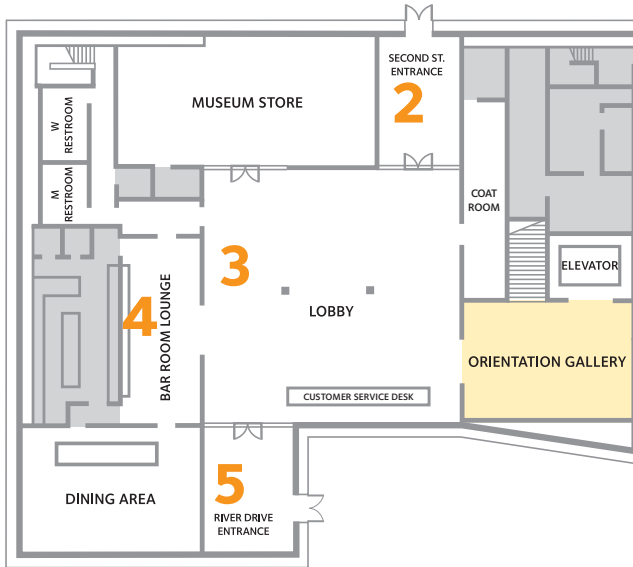 SECOND ST.
ENTRANCE
2
MUSEUM STORE
W
RESTROOM
M
RESTROOM
COAT
ROOM
3
ELEVATOR
4
BAR ROOM LOUNGE
LOBBY
ORIENTATION GALLERY
CUSTOMER SERVICE DESK
5
DINING AREA
RIVER DRIVE
ENTRANCE